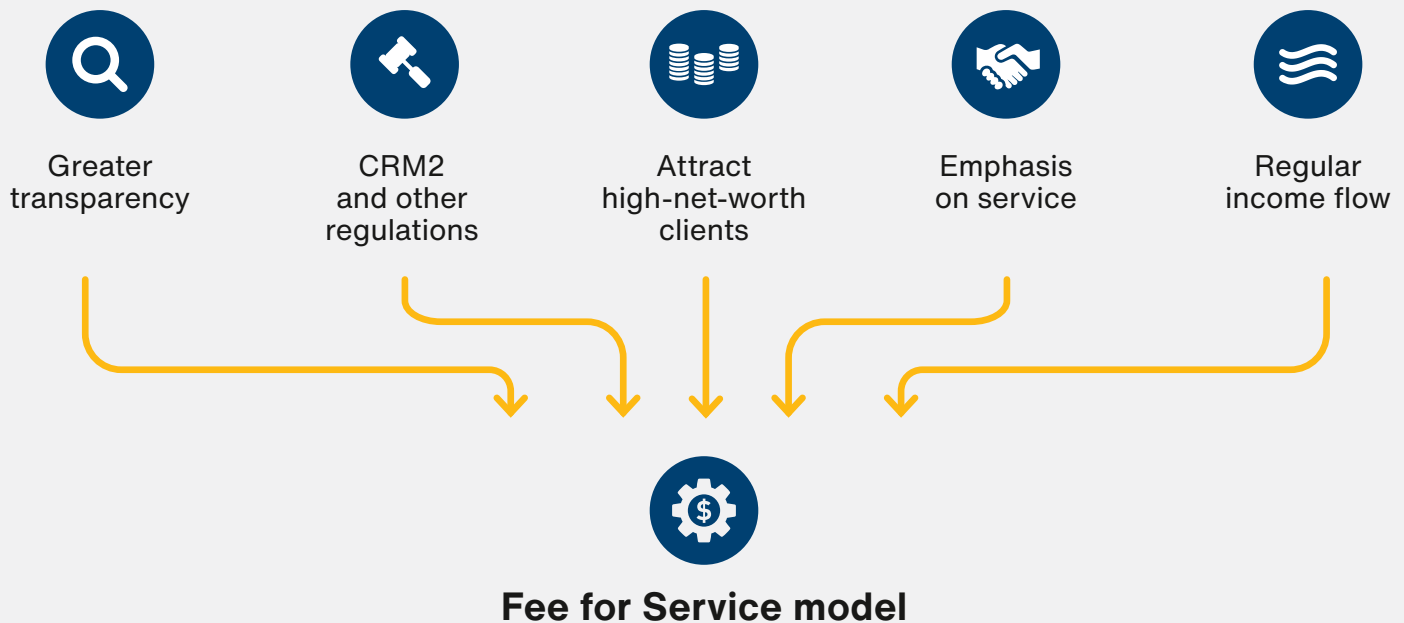 Greater
transparency
CRM2
and other
regulations
Attract
high-net-worth
clients
Emphasis
on service
Regular
income flow
$
Fee for Service model